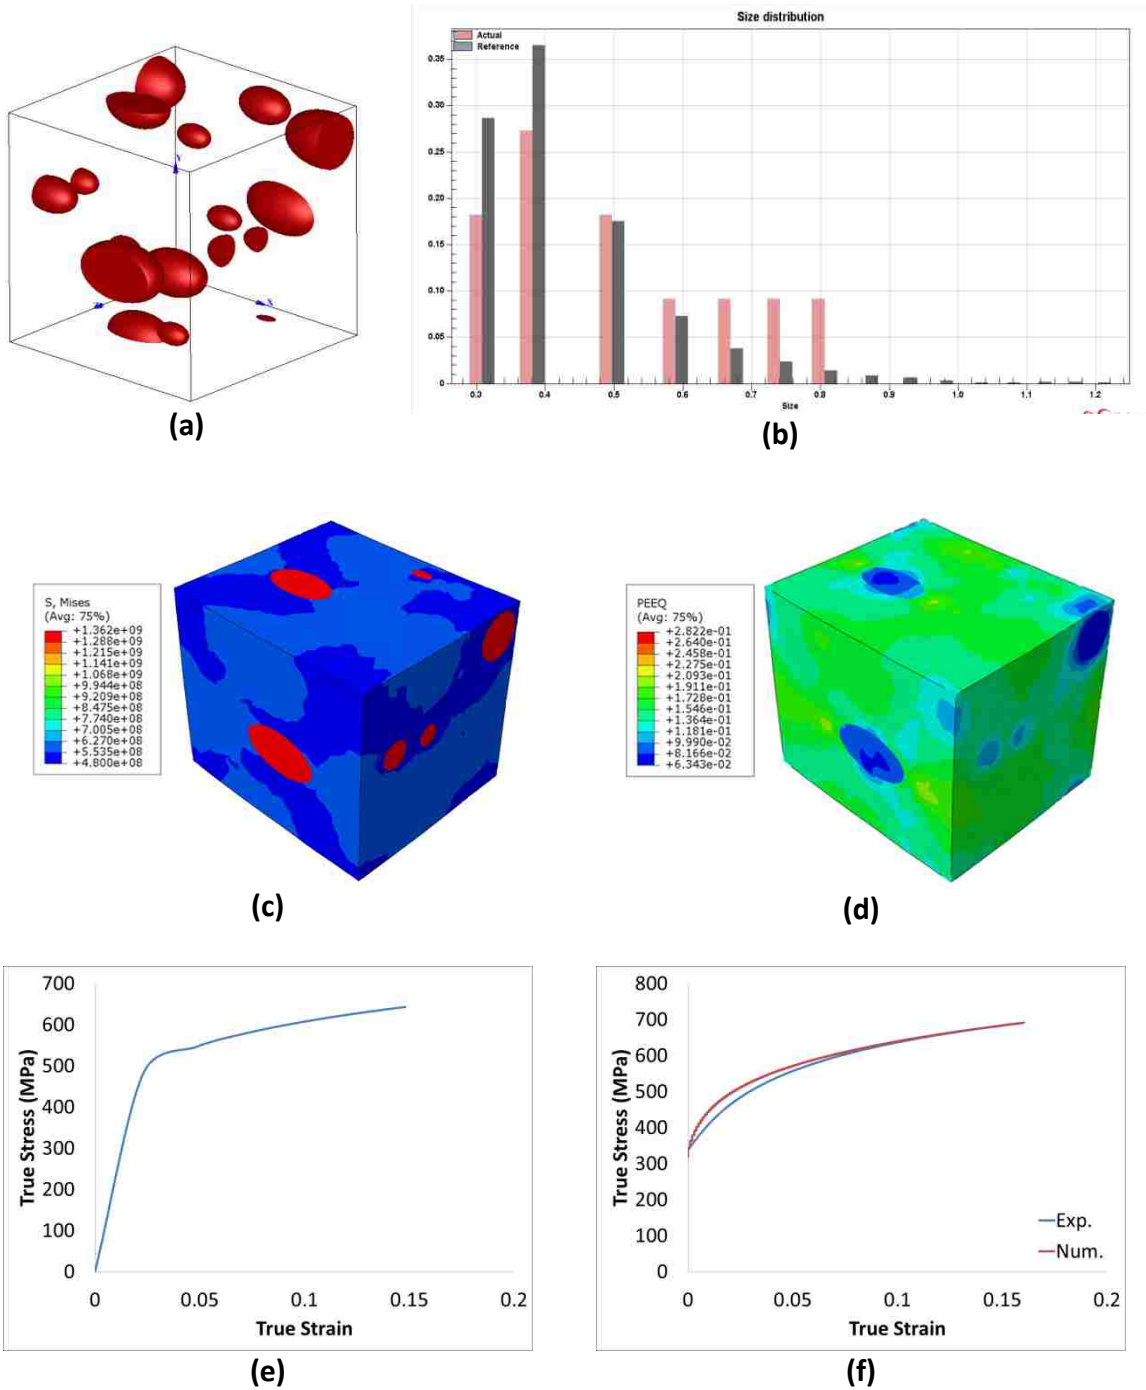 Y
X
(a)
Size distribution
Actual
Reference
0.35
0.30
0.25
0.20
0.15
0.10
0.05
0
0.3 0.4 0.5 0.6 0.7 0.8 0.9 1.0 1.1 1.2
Size
(b)
S, Mises
(Avg: 75%)
+1.362e+09
+1.288e+09
+1.215e+09
+1.141e+09
+1.068e+09
+9.944e+08
+9.209e+08
+8.475e+08
+7.740e+08
+7.005e+08
+6.270e+08
+5.535e+08
+4.800e+08
(c)
PEEQ
(Avg: 75%)
+2.822e-01
+2.640e-01
+2.458e-01
+2.275e-01
+2.093e-01
+1.911e-01
+1.728e-01
+1.546e-01
+1.364e-01
+1.181e-01
+9.990e-02
+8.166e-02
+6.343e-02
(d)
700
600
500
400
300
200
100
0
True Stress (MPa)
0 0.05 0.1 0.15 0.2
True Strain
(e)
800
700
600
500
400
300
200
100
0
True Stress (MPa)
Exp.
Num.
0 0.05 0.1 0.15 0.2
True Strain
(f)